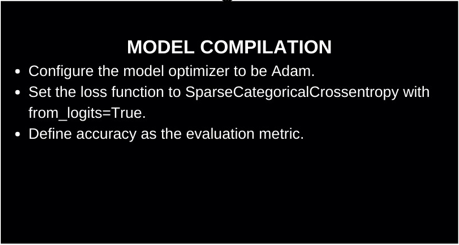 MODEL COMPILATION
• Configure the model optimizer to be Adam.
• Set the loss function to SparseCategoricalCrossentropy with
from_logits=True.
• Define accuracy as the evaluation metric.